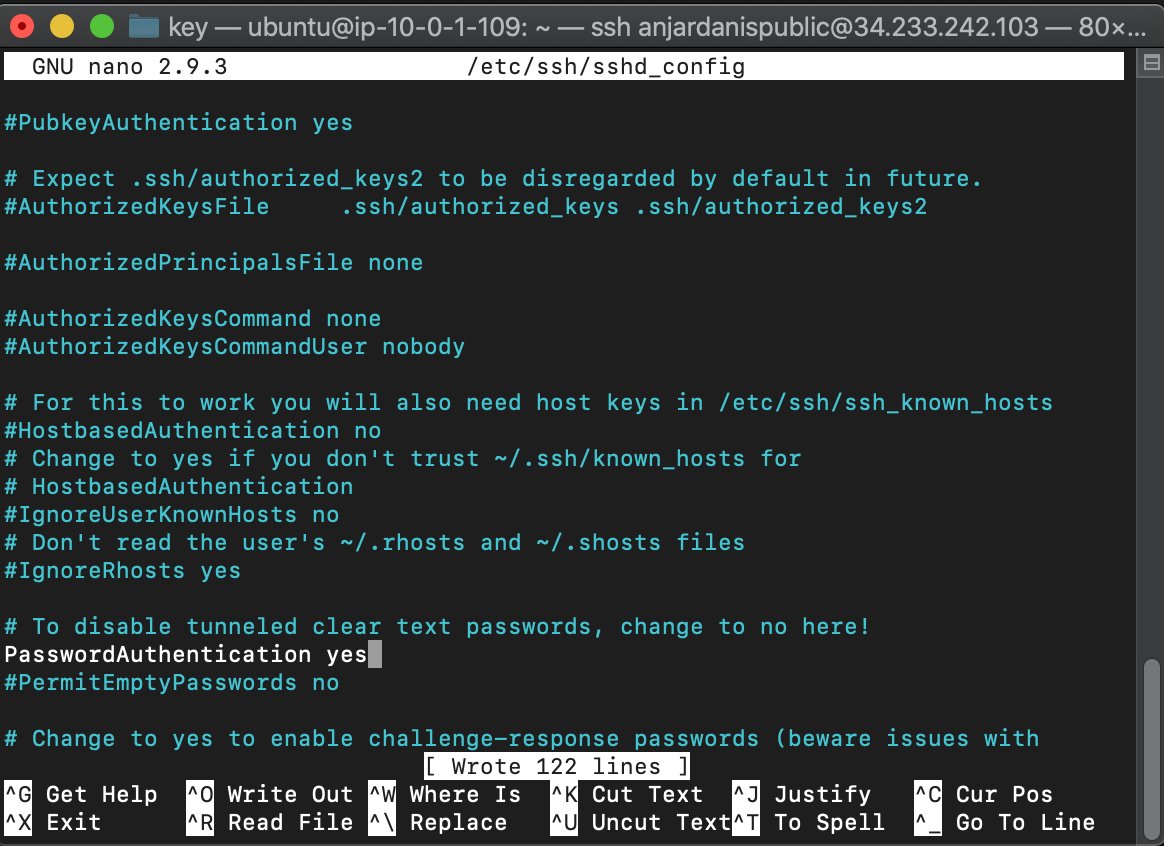 key — ubuntu@ip-10-0-1-109: ~ — ssh anjardanispublic@34.233.242.103 — 80×...
GNU nano 2.9.3 /etc/ssh/sshd_config
#PubkeyAuthentication yes
# Expect .ssh/authorized_keys2 to be disregarded by default in future.
#AuthorizedKeysFile .ssh/authorized_keys .ssh/authorized_keys2
#AuthorizedPrincipalsFile none
#AuthorizedKeysCommand none
#AuthorizedKeysCommandUser nobody
# For this to work you will also need host keys in /etc/ssh/ssh_known_hosts
#HostbasedAuthentication no
# Change to yes if you don't trust ~/.ssh/known_hosts for
# HostbasedAuthentication
#IgnoreUserKnownHosts no
# Don't read the user's ~/.rhosts and ~/.shosts files
#IgnoreRhosts yes
# To disable tunneled clear text passwords, change to no here!
PasswordAuthentication yes
#PermitEmptyPasswords no
# Change to yes to enable challenge-response passwords (beware issues with
[ Wrote 122 lines ]
^G Get Help ^O Write Out ^W Where Is ^K Cut Text ^J Justify ^C Cur Pos
^X Exit ^R Read File ^\ Replace ^U Uncut Text ^T To Spell ^_ Go To Line